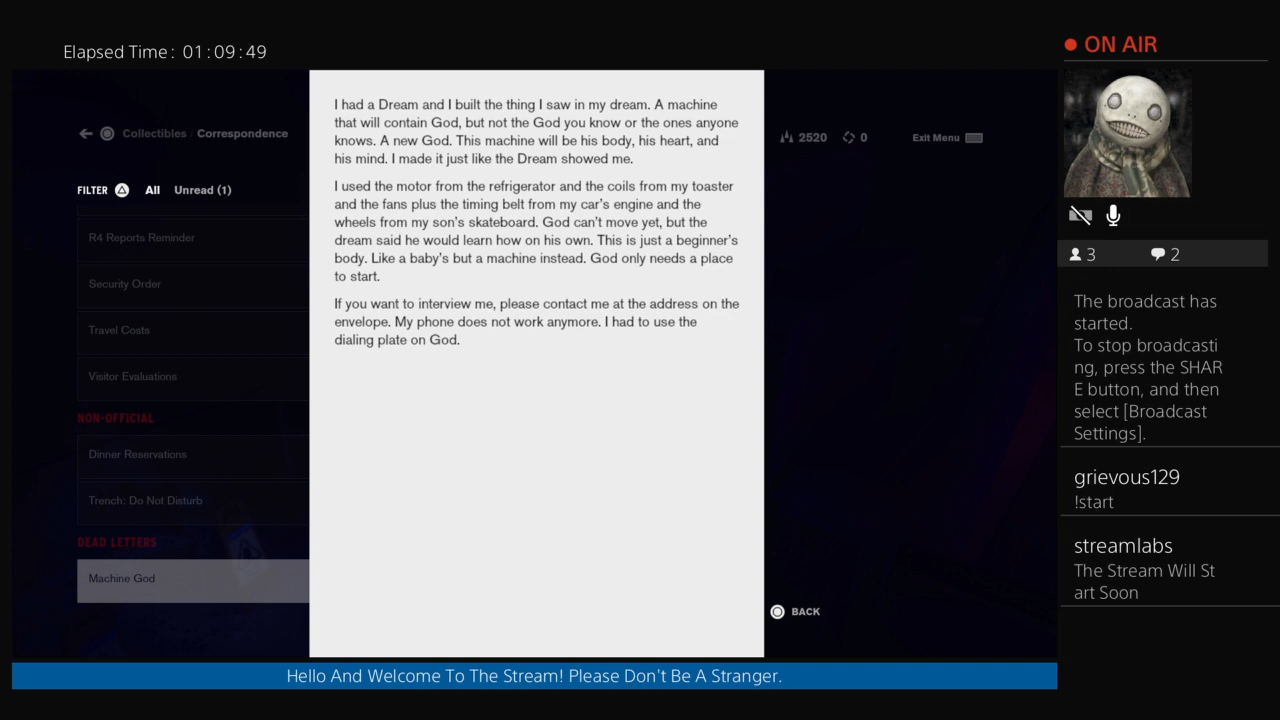 Elapsed Time: 01:09:49
Collectibles / Correspondence
FILTER All Unread (1)
R4 Reports Reminder
Security Order
Travel Costs
Visitor Evaluations
NON-OFFICIAL
Dinner Reservations
Trench: Do Not Disturb
DEAD LETTERS
Machine God
I had a Dream and I built the thing I saw in my dream. A machine
that will contain God, but not the God you know or the ones anyone
knows. A new God. This machine will be his body, his heart, and
his mind. I made it just like the Dream showed me.
I used the motor from the refrigerator and the coils from my toaster
and the fans plus the timing belt from my car's engine and the
wheels from my son's skateboard. God can't move yet, but the
dream said he would learn how on his own. This is just a beginner's
body. Like a baby's but a machine instead. God only needs a place
to start.
If you want to interview me, please contact me at the address on the
envelope. My phone does not work anymore. I had to use the
dialing plate on God.
2520 0 Exit Menu
BACK
Hello And Welcome To The Stream! Please Don't Be A Stranger.
ON AIR
3 2
The broadcast has
started.
To stop broadcasti
ng, press the SHAR
E button, and then
select [Broadcast
Settings].
grievous129
!start
streamlabs
The Stream Will St
art Soon